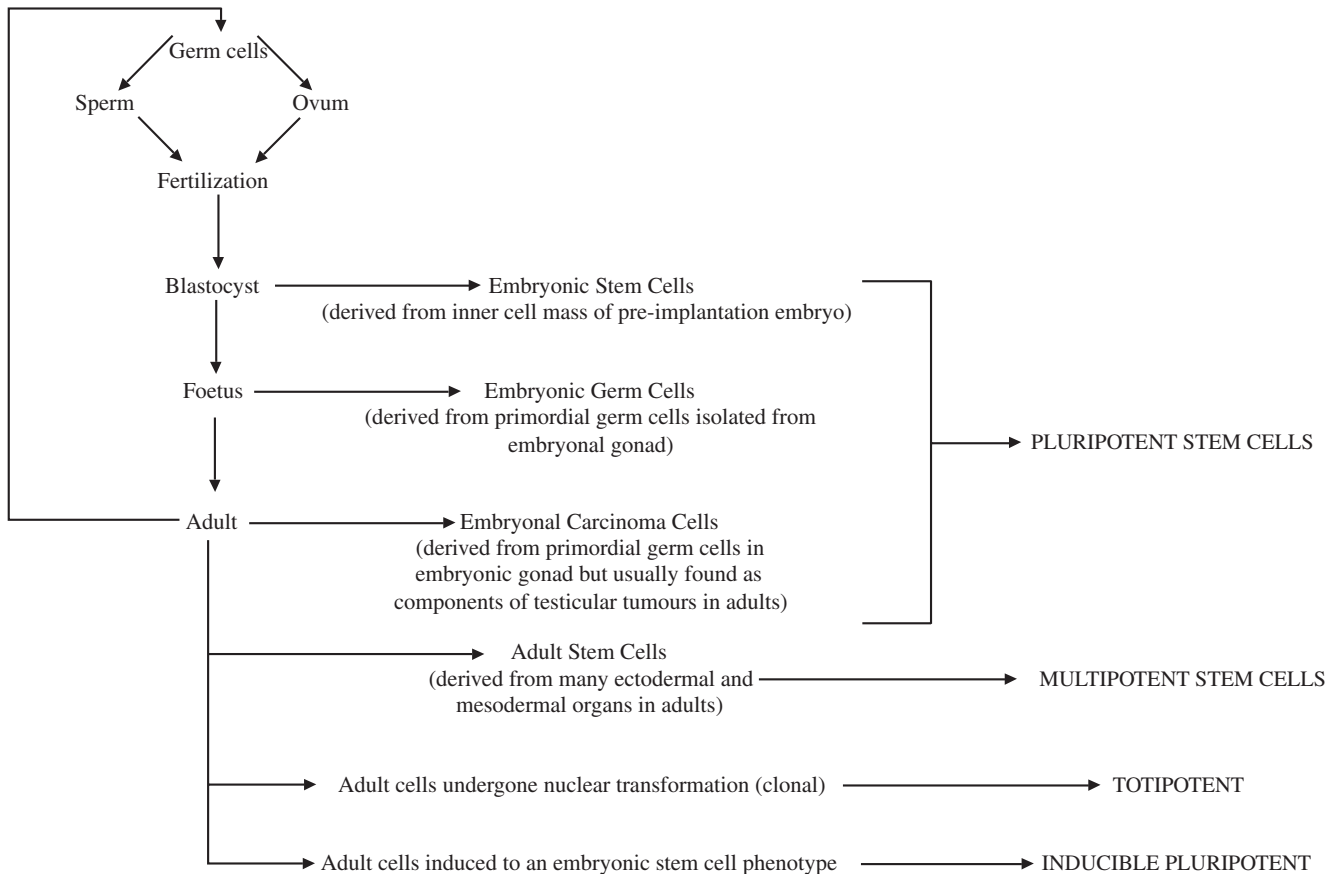 Germ cells
Sperm
Ovum
Fertilization
Blastocyst
Embryonic Stem Cells
(derived from inner cell mass of pre-implantation embryo)
Foetus
Embryonic Germ Cells
(derived from primordial germ cells isolated from
embryonal gonad)
PLURIPOTENT STEM CELLS
Adult
Embryonal Carcinoma Cells
(derived from primordial germ cells in
embryonic gonad but usually found as
components of testicular tumours in adults)
Adult Stem Cells
(derived from many ectodermal and
mesodermal organs in adults)
MULTIPOTENT STEM CELLS
Adult cells undergone nuclear transformation (clonal)
TOTIPOTENT
Adult cells induced to an embryonic stem cell phenotype
INDUCIBLE PLURIPOTENT